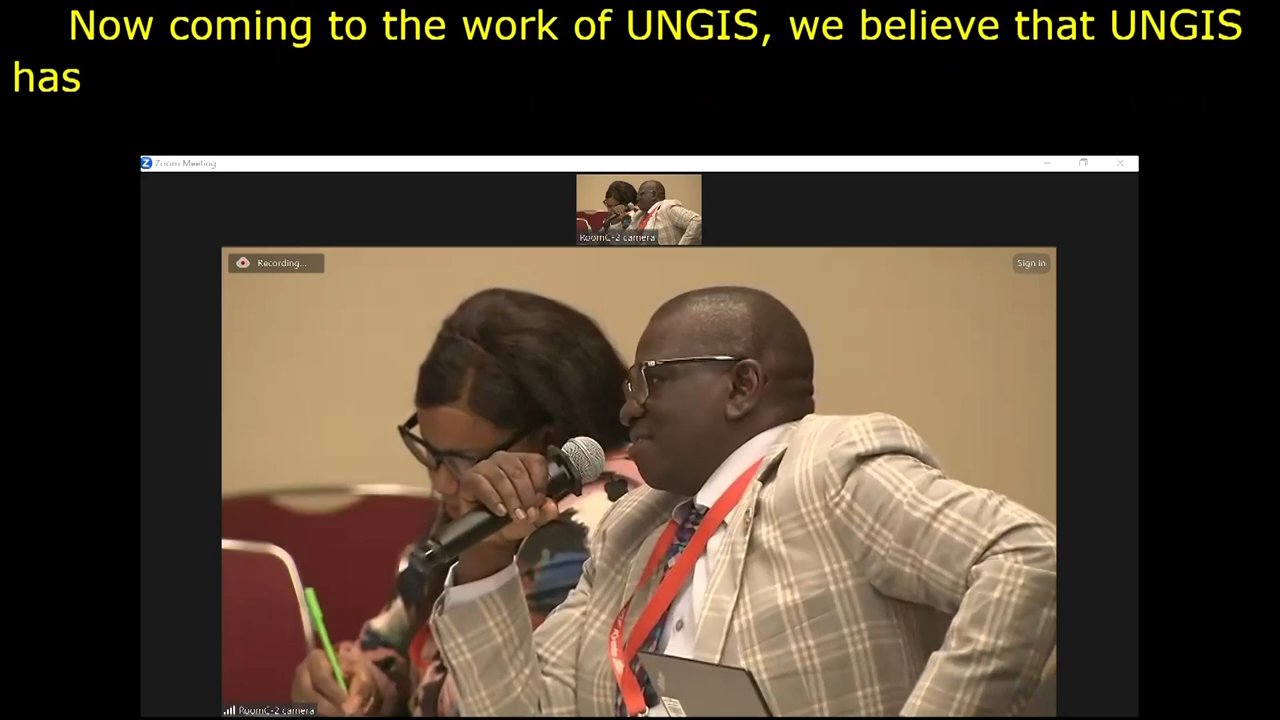 Now coming to the work of UNGIS, we believe that UNGIS
has
Zoom Meeting
RoomC-2 camera
Recording...
Sign in
RoomC-2 camera